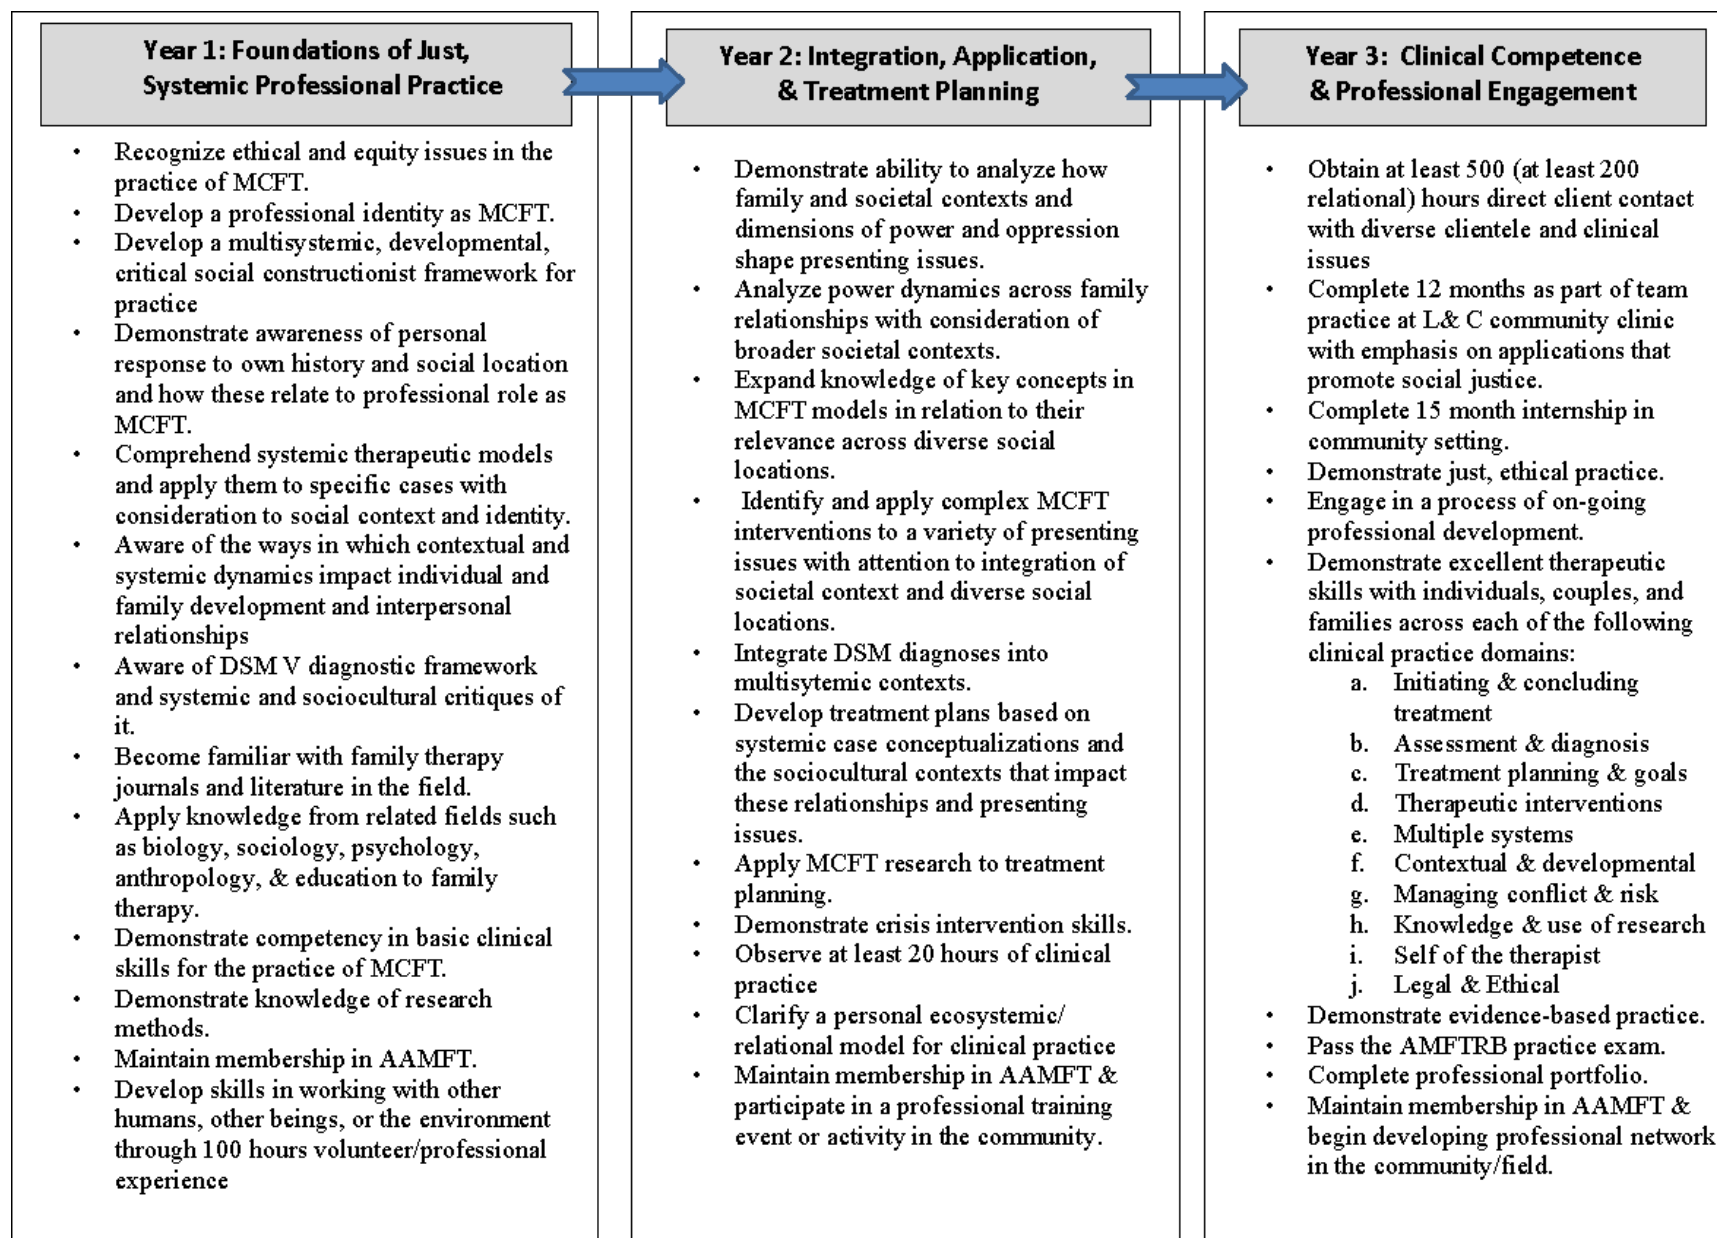 Year 1: Foundations of Just,
Systemic Professional Practice
• Recognize ethical and equity issues in the
practice of MCFT.
• Develop a professional identity as MCFT.
• Develop a multisystemic, developmental,
critical social constructionist framework for
practice
• Demonstrate awareness of personal
response to own history and social location
and how these relate to professional role as
MCFT.
• Comprehend systemic therapeutic models
and apply them to specific cases with
consideration to social context and identity.
• Aware of the ways in which contextual and
systemic dynamics impact individual and
family development and interpersonal
relationships
• Aware of DSM V diagnostic framework
and systemic and sociocultural critiques of
it.
• Become familiar with family therapy
journals and literature in the field.
• Apply knowledge from related fields such
as biology, sociology, psychology,
anthropology, & education to family
therapy.
• Demonstrate competency in basic clinical
skills for the practice of MCFT.
• Demonstrate knowledge of research
methods.
• Maintain membership in AAMFT.
• Develop skills in working with other
humans, other beings, or the environment
through 100 hours volunteer/professional
experience
Year 2: Integration, Application,
& Treatment Planning
• Demonstrate ability to analyze how
family and societal contexts and
dimensions of power and oppression
shape presenting issues.
• Analyze power dynamics across family
relationships with consideration of
broader societal contexts.
• Expand knowledge of key concepts in
MCFT models in relation to their
relevance across diverse social
locations.
• Identify and apply complex MCFT
interventions to a variety of presenting
issues with attention to integration of
societal context and diverse social
locations.
• Integrate DSM diagnoses into
multisytemic contexts.
• Develop treatment plans based on
systemic case conceptualizations and
the sociocultural contexts that impact
these relationships and presenting
issues.
• Apply MCFT research to treatment
planning.
• Demonstrate crisis intervention skills.
• Observe at least 20 hours of clinical
practice
• Clarify a personal ecosystemic/
relational model for clinical practice
• Maintain membership in AAMFT &
participate in a professional training
event or activity in the community.
Year 3: Clinical Competence
& Professional Engagement
• Obtain at least 500 (at least 200
relational) hours direct client contact
with diverse clientele and clinical
issues
• Complete 12 months as part of team
practice at L& C community clinic
with emphasis on applications that
promote social justice.
• Complete 15 month internship in
community setting.
• Demonstrate just, ethical practice.
• Engage in a process of on-going
professional development.
• Demonstrate excellent therapeutic
skills with individuals, couples, and
families across each of the following
clinical practice domains:
a. Initiating & concluding
treatment
b. Assessment & diagnosis
c. Treatment planning & goals
d. Therapeutic interventions
e. Multiple systems
f. Contextual & developmental
g. Managing conflict & risk
h. Knowledge & use of research
i. Self of the therapist
j. Legal & Ethical
• Demonstrate evidence-based practice.
• Pass the AMFTRB practice exam.
• Complete professional portfolio.
• Maintain membership in AAMFT &
begin developing professional network
in the community/field.